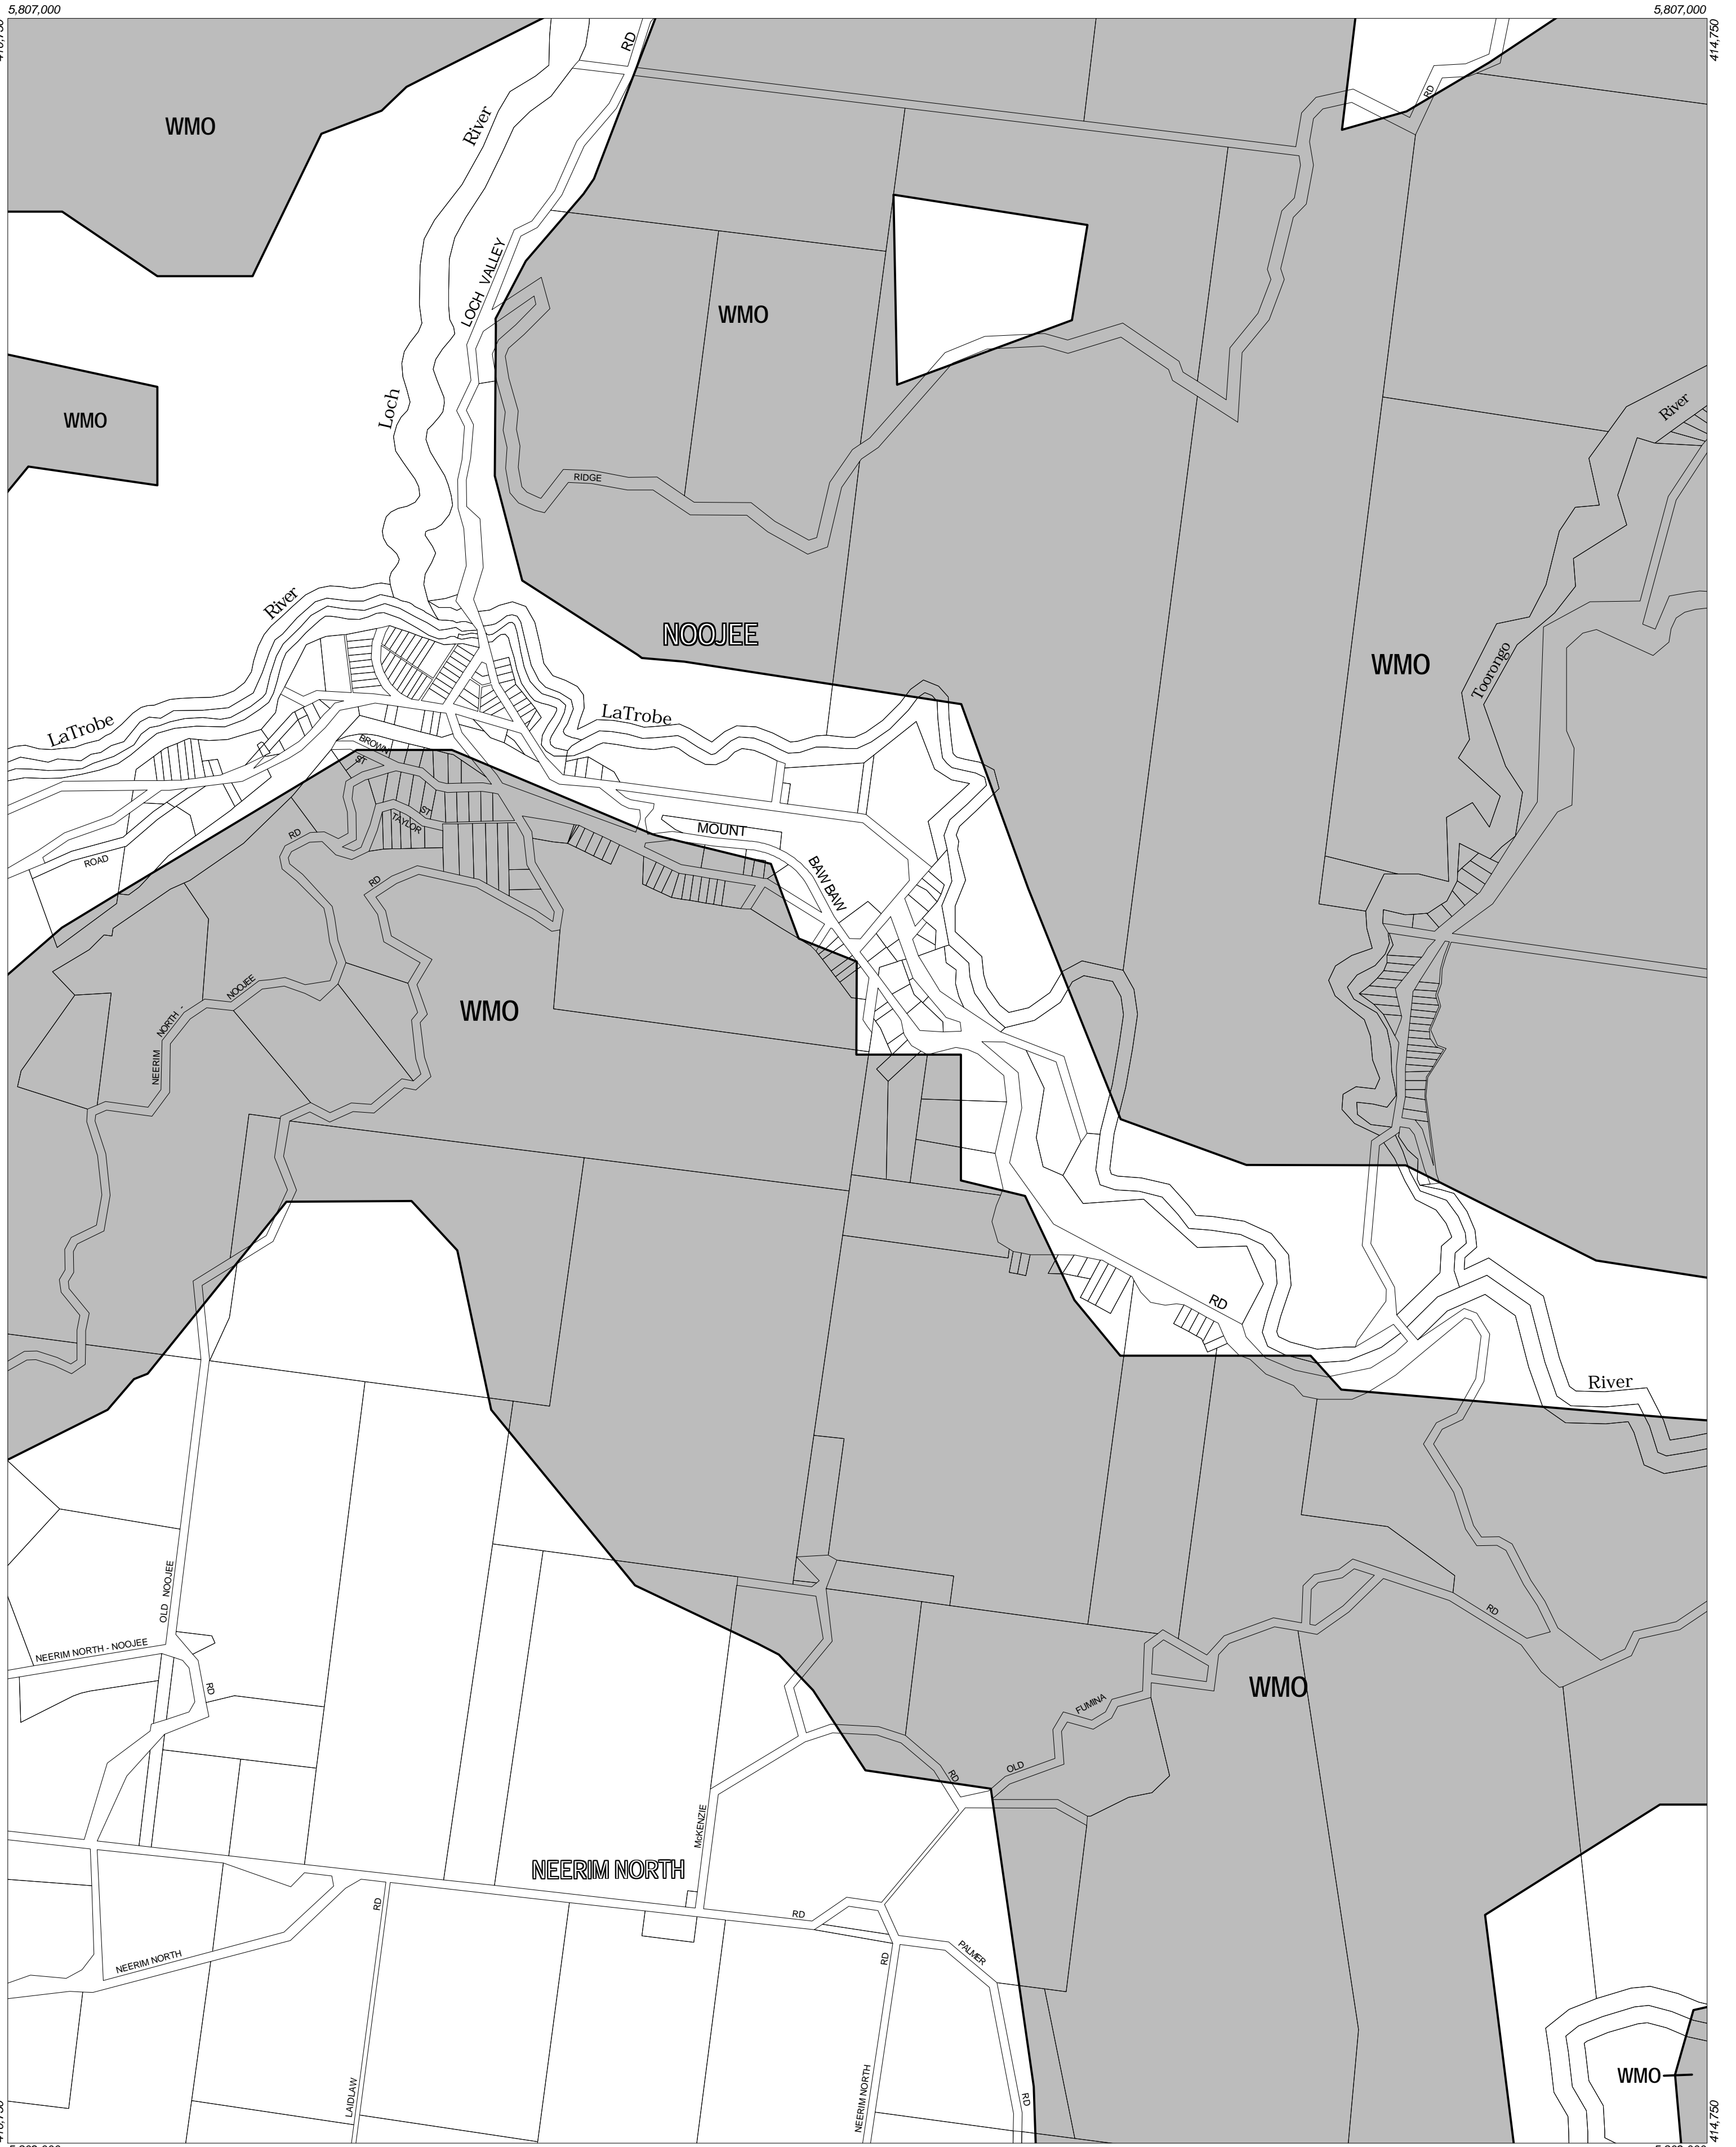 5,807,000
5,807,000
414,750
RD
RD
WMO
River
LOCH VALLEY
WMO
Loch
WMO
River
RIDGE
River
NOOJEE
WMO
Toorongo
LaTrobe
LaTrobe
BROWN
ST
ST
TAYLOR
MOUNT
RD
ROAD
BAW BAW
RD
NOOJEE
NORTH -
NEERIM
WMO
RD
River
OLD NOOJEE
NEERIM NORTH - NOOJEE
RD
RD
WMO
FUMINA
OLD
RD
McKENZIE
NEERIM NORTH
RD
RD
PALMER
RD
NEERIM NORTH
WMO
LAIDLAW
NEERIM NORTH
RD
414,750